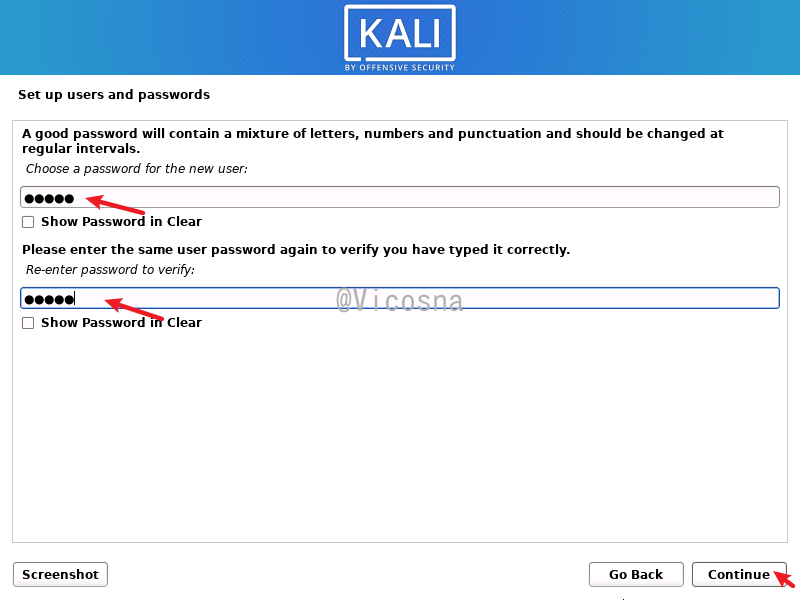 KALI
BY OFFENSIVE SECURITY
Set up users and passwords
A good password will contain a mixture of letters, numbers and punctuation and should be changed at
regular intervals.
Choose a password for the new user:
●●●●●
Show Password in Clear
Please enter the same user password again to verify you have typed it correctly.
Re-enter password to verify:
●●●●●
@Vicosna
Show Password in Clear
Screenshot
Go Back
Continue